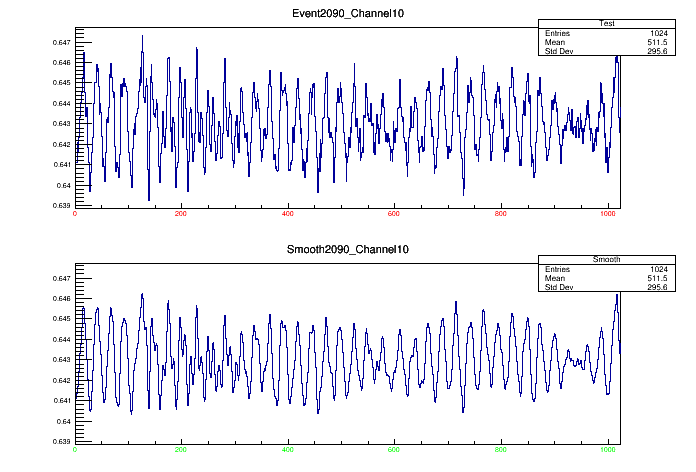 Event2090_Channel10
Test
Entries 1024
Mean 511.5
Std Dev 295.6
0.647
0.646
0.645
0.644
0.643
0.642
0.641
0.64
0.639
0 200 400 600 800 1000
Smooth2090_Channel10
Smooth
Entries 1024
Mean 511.5
Std Dev 295.6
0.647
0.646
0.645
0.644
0.643
0.642
0.641
0.64
0.639
0 200 400 600 800 1000